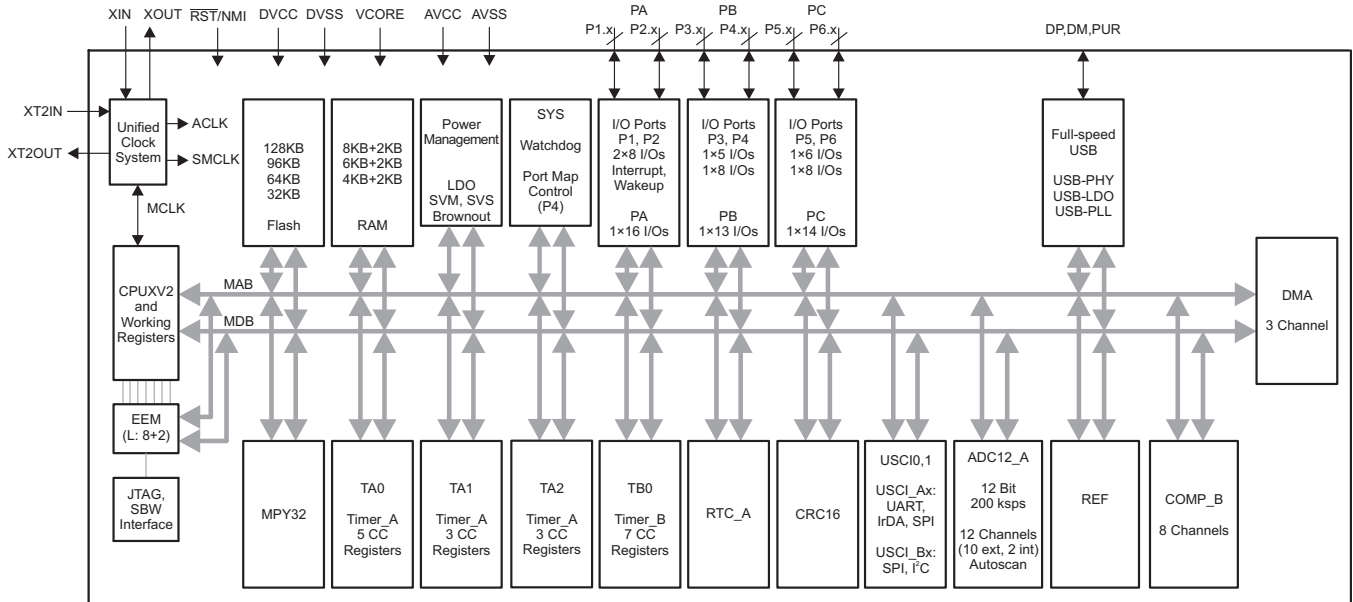 XIN
XOUT
RST/NMI
DVCC
DVSS
VCORE
AVCC
AVSS
PA
P1.x
P2.x
PB
P3.x
P4.x
PC
P5.x
P6.x
DP,DM,PUR
XT2IN
XT2OUT
Unified
Clock
System
ACLK
SMCLK
MCLK
128KB
96KB
64KB
32KB
Flash
8KB+2KB
6KB+2KB
4KB+2KB
RAM
Power
Management
LDO
SVM, SVS
Brownout
SYS
Watchdog
Port Map
Control
(P4)
I/O Ports
P1, P2
2×8 I/Os
Interrupt,
Wakeup
PA
1×16 I/Os
I/O Ports
P3, P4
1×5 I/Os
1×8 I/Os
PB
1×13 I/Os
I/O Ports
P5, P6
1×6 I/Os
1×8 I/Os
PC
1×14 I/Os
Full-speed
USB
USB-PHY
USB-LDO
USB-PLL
CPUXV2
and
Working
Registers
MAB
MDB
DMA
3 Channel
EEM
(L: 8+2)
JTAG,
SBW
Interface
MPY32
TA0
Timer_A
5 CC
Registers
TA1
Timer_A
3 CC
Registers
TA2
Timer_A
3 CC
Registers
TB0
Timer_B
7 CC
Registers
RTC_A
CRC16
USCI0,1
USCI_Ax:
UART,
IrDA, SPI
USCI_Bx:
SPI, I²C
ADC12_A
12 Bit
200 ksps
12 Channels
(10 ext, 2 int)
Autoscan
REF
COMP_B
8 Channels